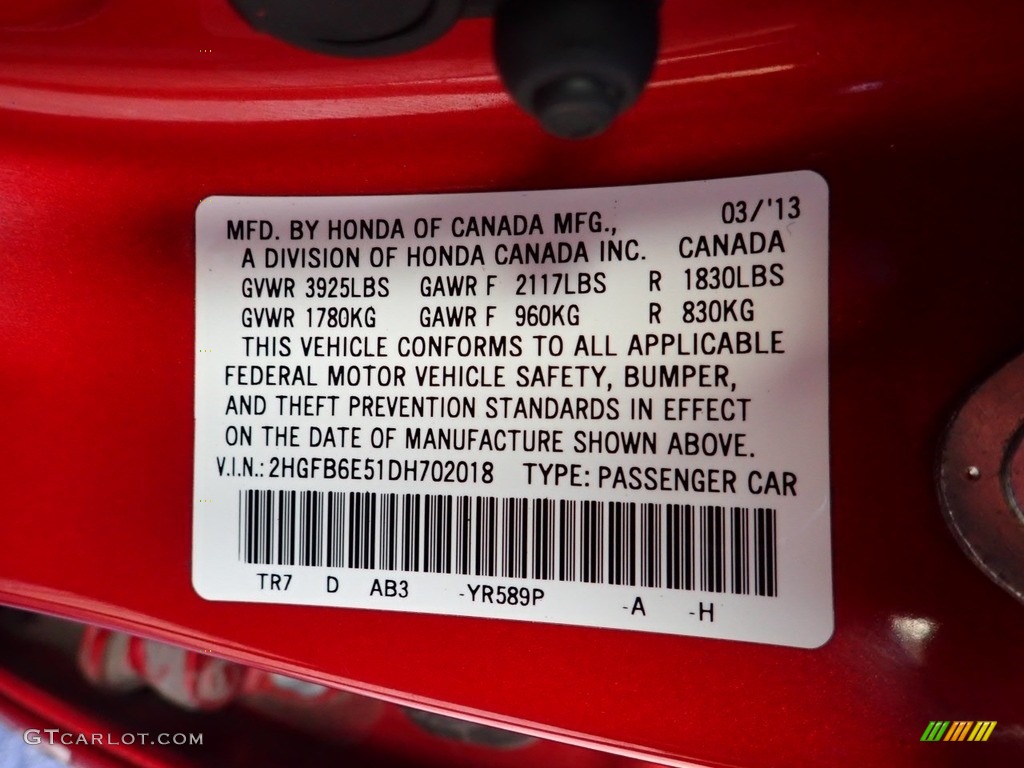 MFD. BY HONDA OF CANADA MFG., 03/'13
A DIVISION OF HONDA CANADA INC. CANADA
GVWR 3925LBS GAWR F 2117LBS R 1830LBS
GVWR 1780KG GAWR F 960KG R 830KG
THIS VEHICLE CONFORMS TO ALL APPLICABLE
FEDERAL MOTOR VEHICLE SAFETY, BUMPER,
AND THEFT PREVENTION STANDARDS IN EFFECT
ON THE DATE OF MANUFACTURE SHOWN ABOVE.
V.I.N.: 2HGFB6E51DH702018 TYPE: PASSENGER CAR
TR7 D AB3 -YR589P -A -H
GTCARLOT.COM